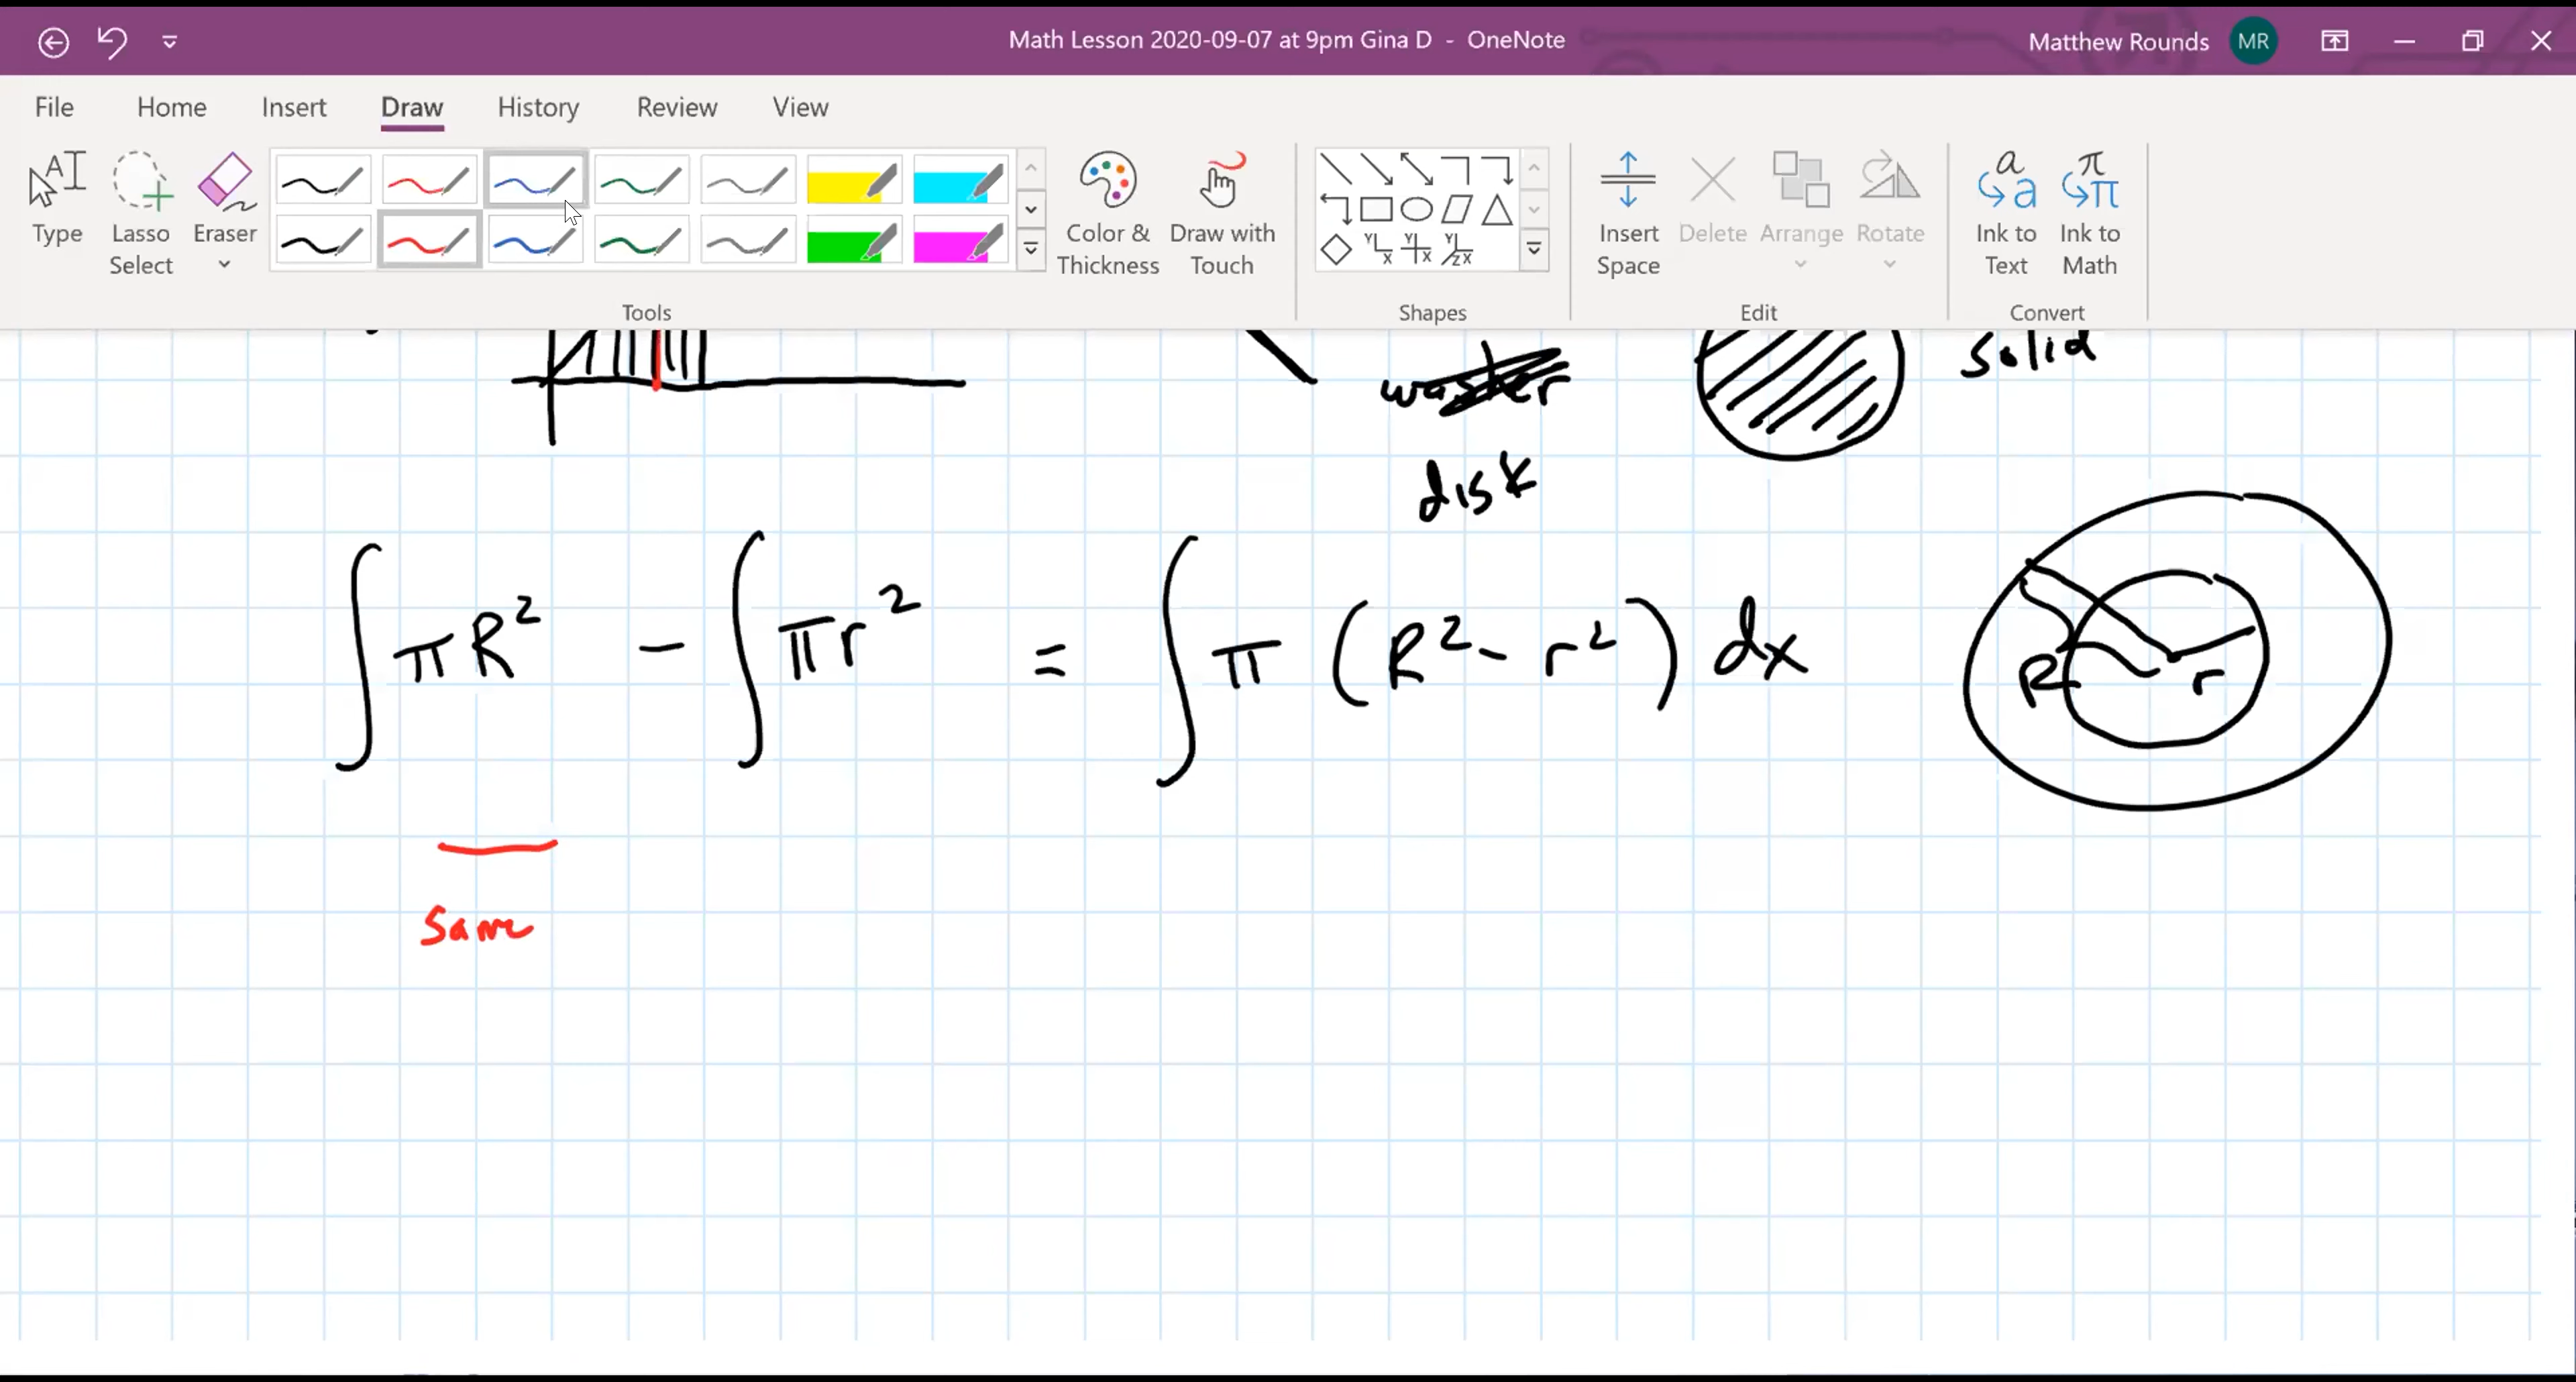 Math Lesson 2020-09-07 at 9pm Gina D - OneNote
Matthew Rounds MR
File Home Insert Draw History Review View
Type
Lasso Select
Eraser
Color & Thickness
Draw with Touch
Insert Space
Delete
Arrange
Rotate
Ink to Text
Ink to Math
Tools
Shapes
Edit
Convert
washer
solid
disk
∫ πR² - ∫ πr² = ∫ π (R² - r²) dx
R r
Same